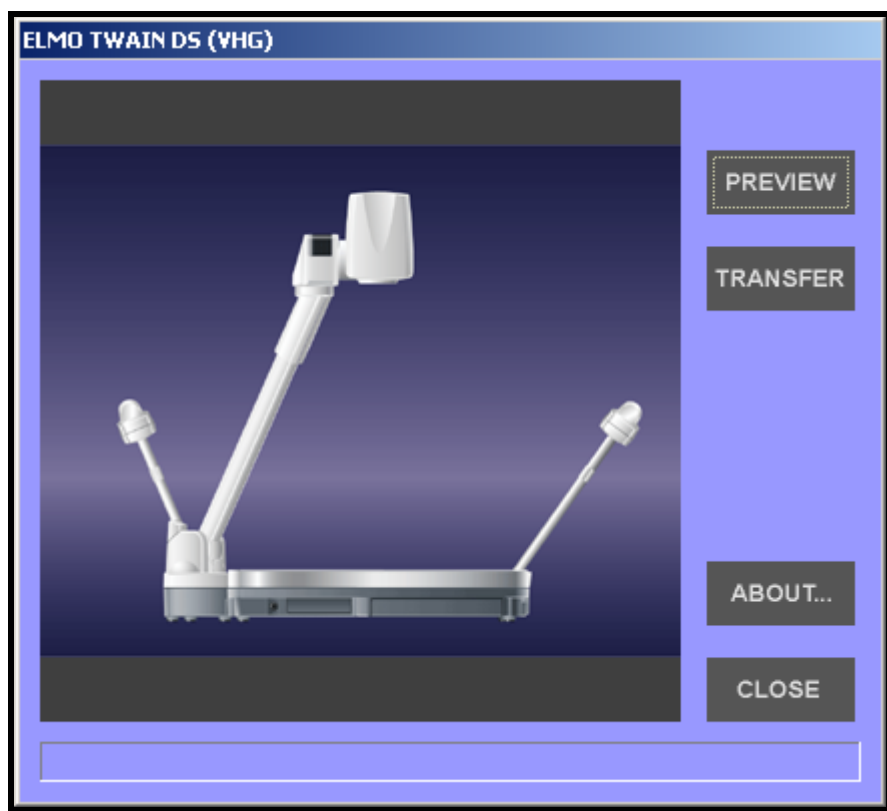 ELMO TWAIN DS (VHG)
PREVIEW
TRANSFER
ABOUT...
CLOSE